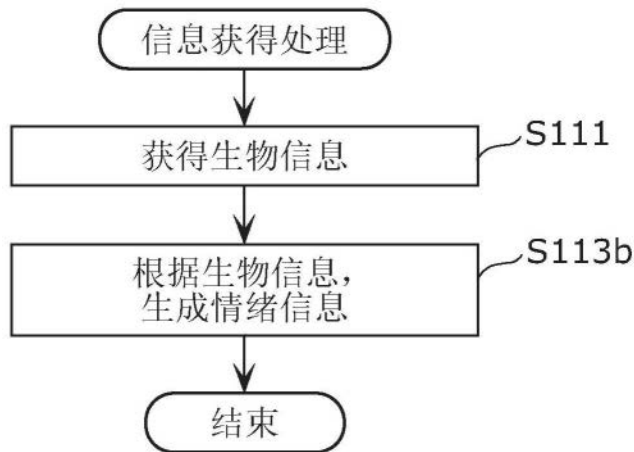 信息获得处理
获得生物信息
S111
根据生物信息，
生成情绪信息
S113b
结束